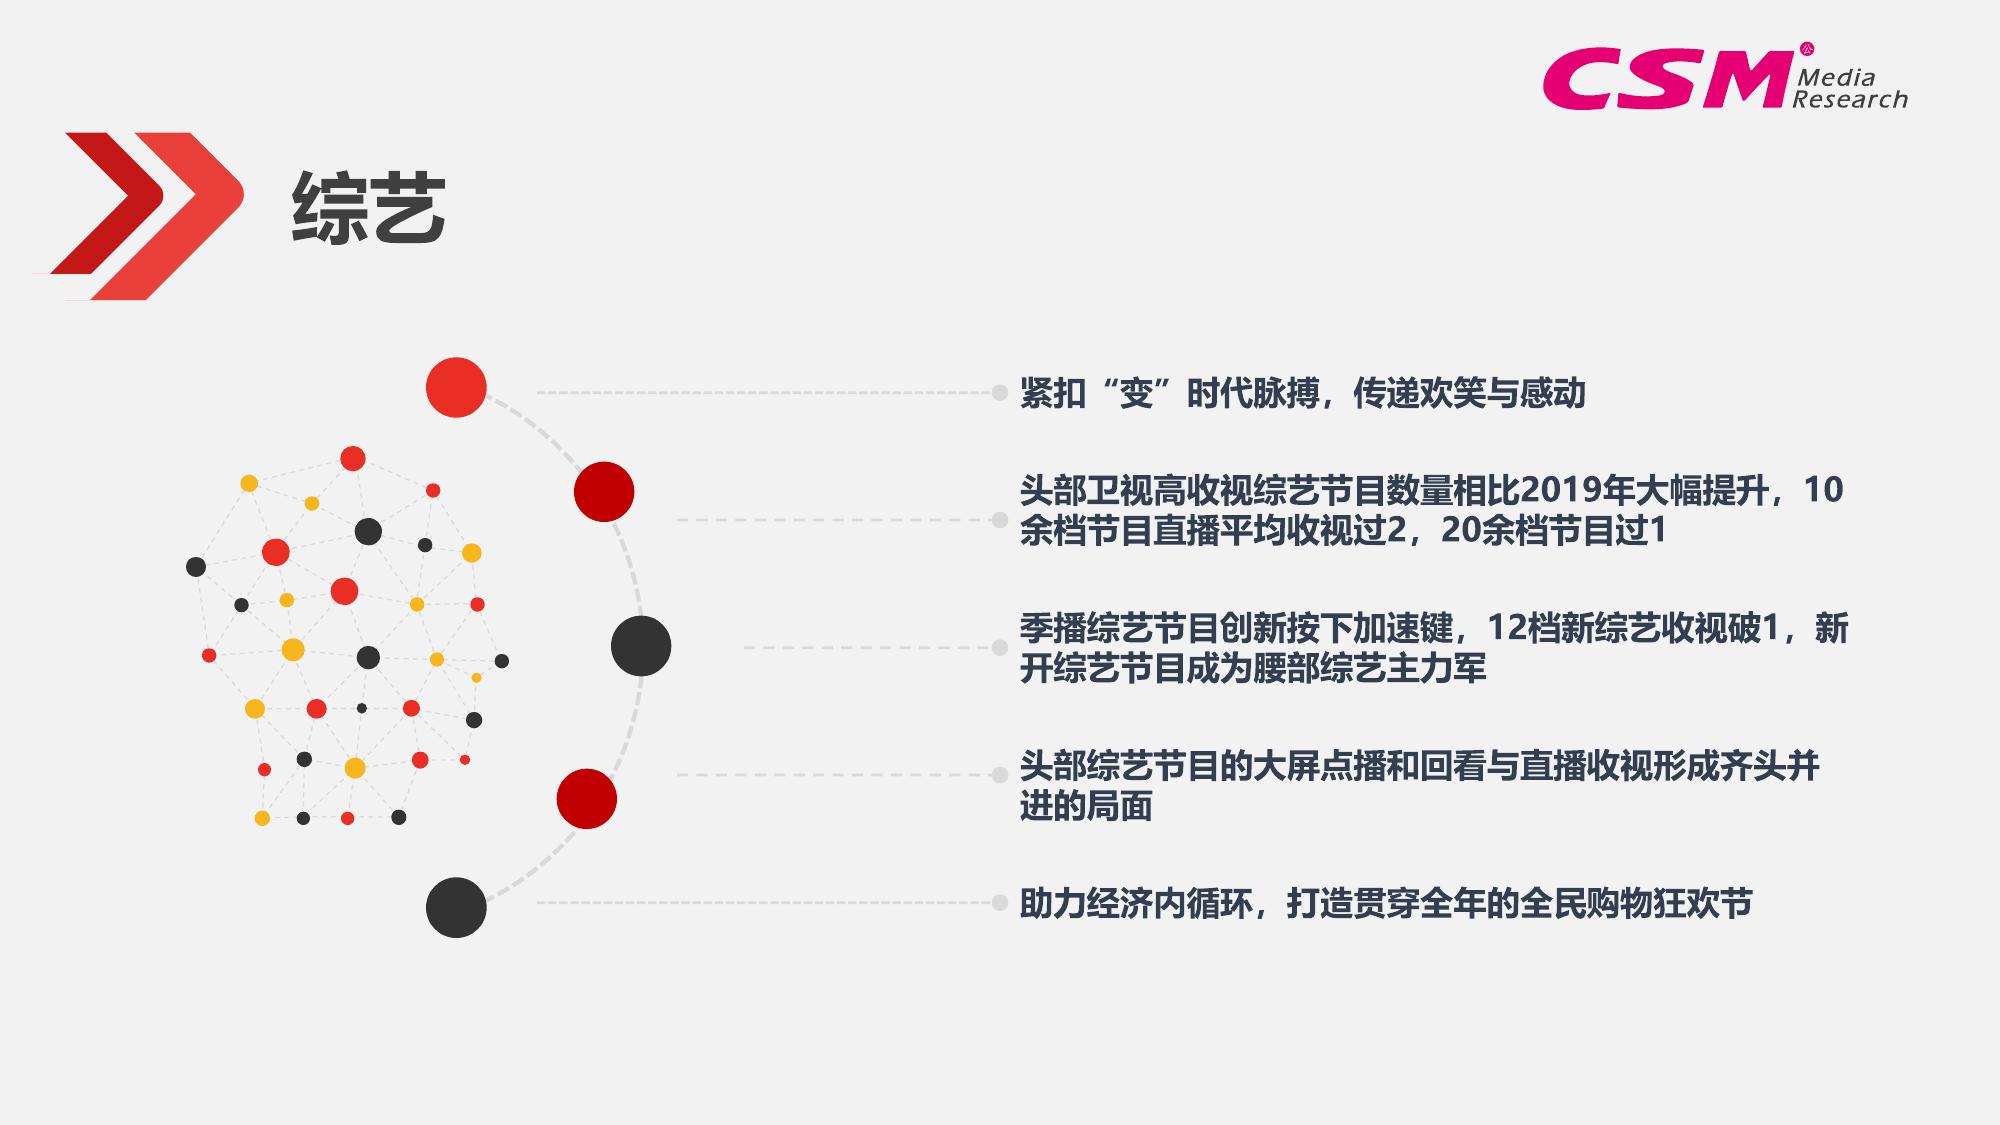 CSM
公
Media
Research
综艺
紧扣“变”时代脉搏，传递欢笑与感动
头部卫视高收视综艺节目数量相比2019年大幅提升，10
余档节目直播平均收视过2，20余档节目过1
季播综艺节目创新按下加速键，12档新综艺收视破1，新
开综艺节目成为腰部综艺主力军
头部综艺节目的大屏点播和回看与直播收视形成齐头并
进的局面
助力经济内循环，打造贯穿全年的全民购物狂欢节